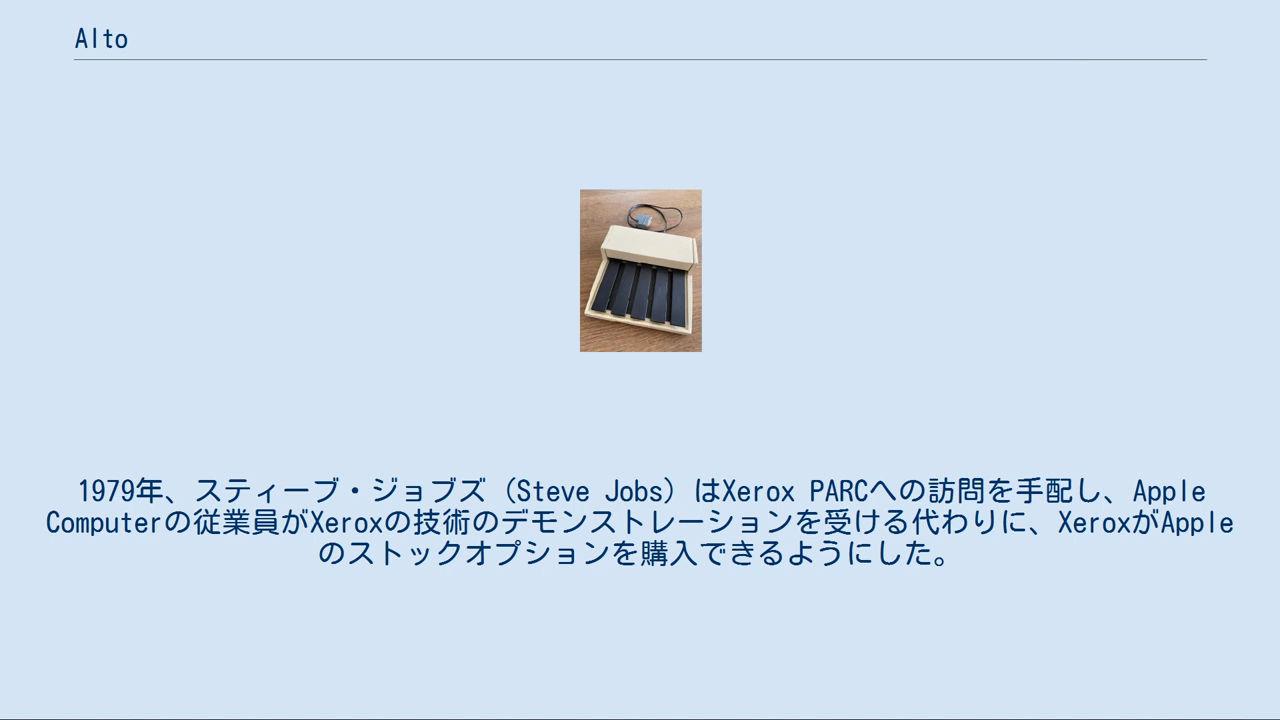 Alto
1979年、スティーブ・ジョブズ（Steve Jobs）はXerox PARCへの訪問を手配し、Apple
Computerの従業員がXeroxの技術のデモンストレーションを受ける代わりに、XeroxがApple
のストックオプションを購入できるようにした。